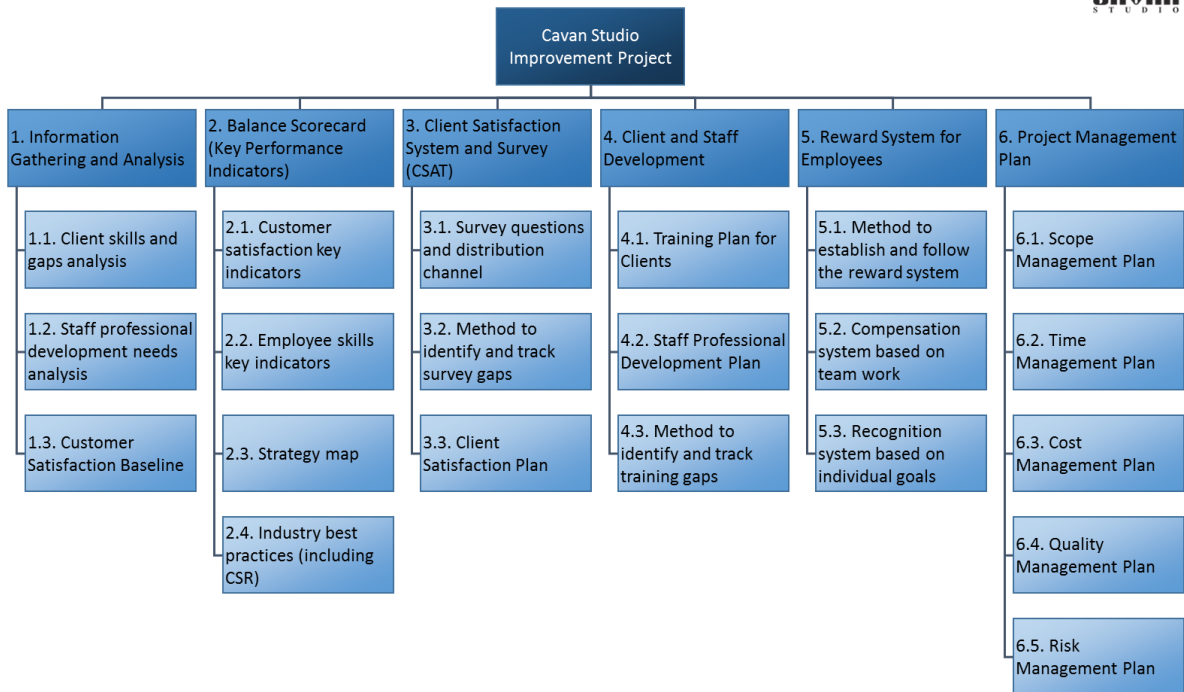 STUDIO
Cavan Studio
Improvement Project
1. Information
Gathering and Analysis
2. Balance Scorecard
(Key Performance
Indicators)
3. Client Satisfaction
System and Survey
(CSAT)
4. Client and Staff
Development
5. Reward System for
Employees
6. Project Management
Plan
1.1. Client skills and
gaps analysis
1.2. Staff professional
development needs
analysis
1.3. Customer
Satisfaction Baseline
2.1. Customer
satisfaction key
indicators
2.2. Employee skills
key indicators
2.3. Strategy map
2.4. Industry best
practices (including
CSR)
3.1. Survey questions
and distribution
channel
3.2. Method to
identify and track
survey gaps
3.3. Client
Satisfaction Plan
4.1. Training Plan for
Clients
4.2. Staff Professional
Development Plan
4.3. Method to
identify and track
training gaps
5.1. Method to
establish and follow
the reward system
5.2. Compensation
system based on
team work
5.3. Recognition
system based on
individual goals
6.1. Scope
Management Plan
6.2. Time
Management Plan
6.3. Cost
Management Plan
6.4. Quality
Management Plan
6.5. Risk
Management Plan